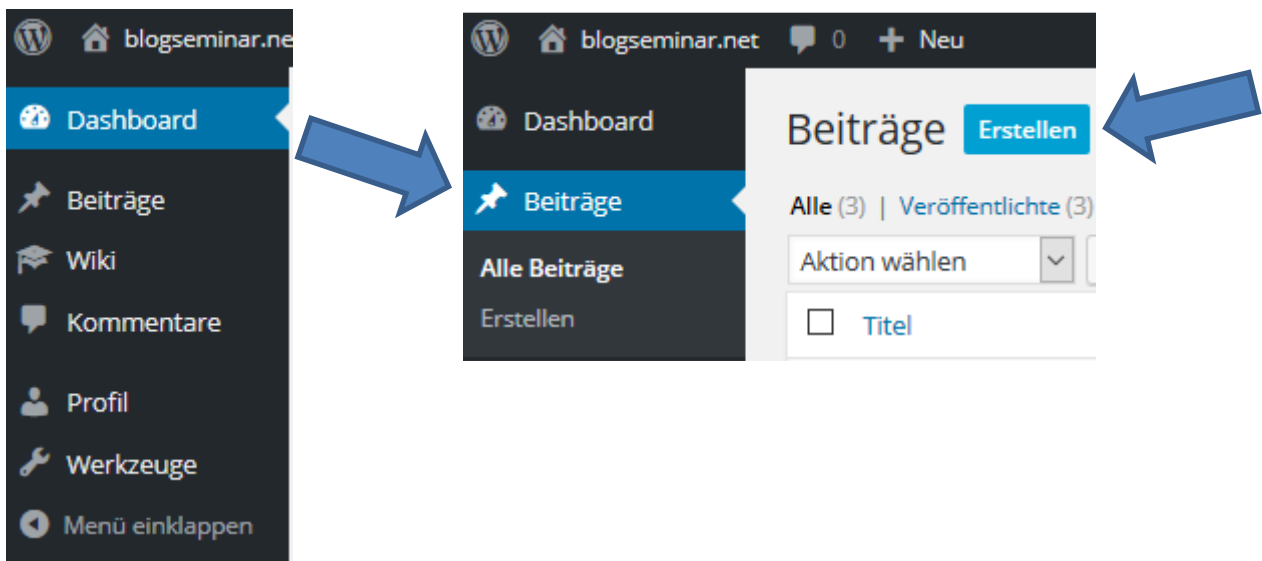 blogseminar.ne
Dashboard
Beiträge
Wiki
Kommentare
Profil
Werkzeuge
Menü einklappen
blogseminar.net 0 + Neu
Dashboard
Beiträge
Alle Beiträge
Erstellen
Beiträge Erstellen
Alle (3) | Veröffentlichte (3)
Aktion wählen
Titel